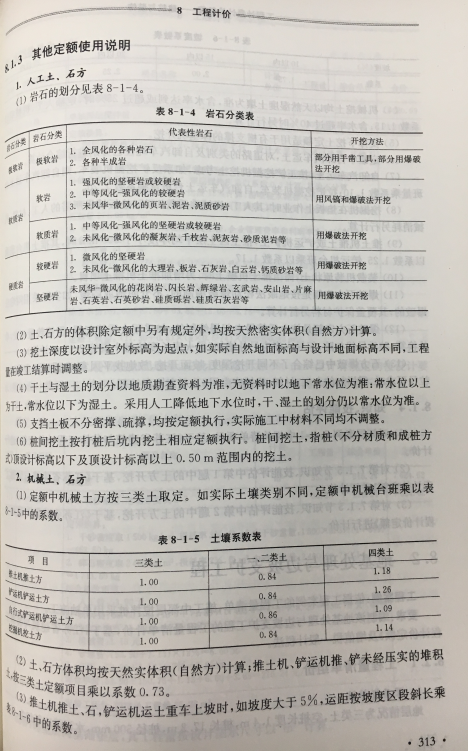 8 工程计价
8.1.3 其他定额使用说明
1. 人工土、石方
(1) 岩石的划分见表 8-1-4。
表 8-1-4 岩石分类表
岩石分类 岩石分类 代表性岩石 开挖方法
极软岩 极软岩 1. 全风化的各种岩石 部分用手凿工具,部分用爆破
2. 各种半成岩 法开挖
软质岩 软岩 1. 强风化的坚硬岩或较硬岩 用风镐和爆破法开挖
2. 中等风化-强风化的较硬岩
3. 未风华-微风化的页岩、泥岩、泥质砂岩
较软岩 1. 中等风化-强风化的坚硬岩或较硬岩 用爆破法开挖
2. 未风化-微风化的凝灰岩、千枚岩、泥灰岩、砂质泥岩等
硬质岩 较硬岩 1. 微风化的坚硬岩 用爆破法开挖
2. 未风化-微风化的大理岩、板岩、石灰岩、白云岩、钙质砂岩等
坚硬岩 未风华-微风化的花岗岩、闪长岩、辉绿岩、玄武岩、安山岩、片麻 用爆破法开挖
岩、石英岩、石英砂岩、硅质砾岩、硅质石灰岩等
(2) 土、石方的体积除定额中另有规定外,均按天然密实体积(自然方)计算。
(3) 挖土深度以设计室外标高为起点,如实际自然地面标高与设计地面标高不同,工程
量在竣工结算时调整。
(4) 干土与湿土的划分以地质勘查资料为准,无资料时以地下常水位为准;常水位以上
为干土,常水位以下为湿土。采用人工降低地下水位时,干、湿土的划分仍以常水位为准。
(5) 支挡土板不分密撑、疏撑,均按定额执行,实际施工中材料不同均不调整。
(6) 桩间挖土按打桩后坑内挖土相应定额执行。桩间挖土,指桩(不分材质和成桩方
式)顶设计标高以下及顶设计标高以上 0.50 m 范围内的挖土。
2. 机械土、石方
(1) 定额中机械土方按三类土取定。如实际土壤类别不同,定额中机械台班乘以表
8-1-5中的系数。
表 8-1-5 土壤系数表
项 目 三类土 一、二类土 四类土
推土机推土方 1.00 0.84 1.18
铲运机铲运土方 1.00 0.84 1.26
自行式铲运机铲运土方 1.00 0.86 1.09
挖掘机挖土方 1.00 0.84 1.14
(2) 土、石方体积均按天然实体积(自然方)计算;推土机、铲运机推、铲未经压实的堆积
土,按三类土定额项目乘以系数 0.73。
(3) 推土机推土、石,铲运机运土重车上坡时,如坡度大于 5%,运距按坡度区段斜长乘
表8-1-6 中的系数。
· 313 ·